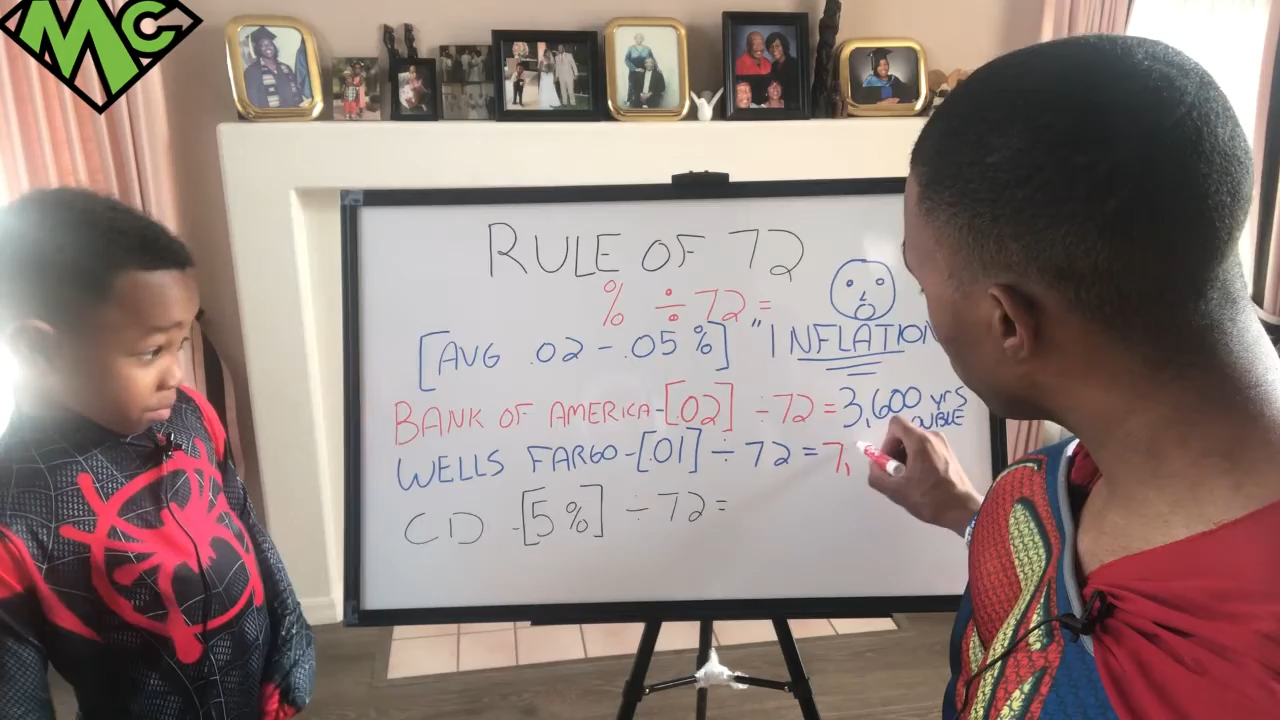 MC
RULE OF 72
% ÷ 72 =
[AVG .02 - .05 %] "INFLATION
BANK OF AMERICA-[.02] ÷72 = 3,600 yrs
WELLS FARGO-[.01] ÷ 72 = 7,
CD -[5%] ÷72=